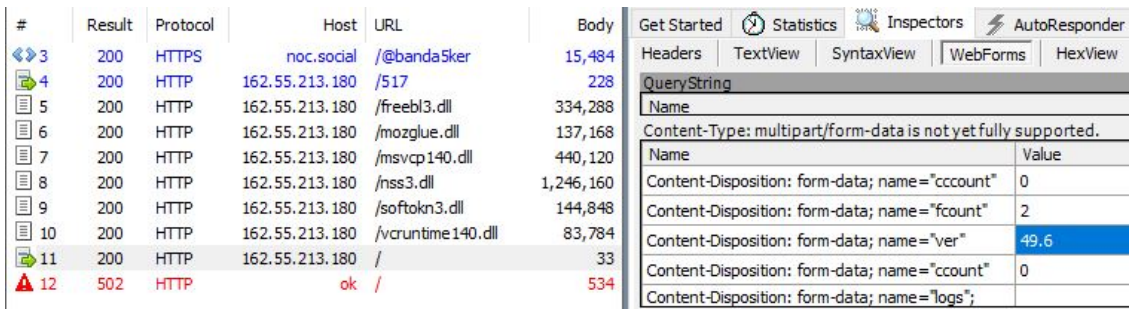 # Result Protocol Host URL Body
3 200 HTTPS noc.social /@banda5ker 15,484
4 200 HTTP 162.55.213.180 /517 228
5 200 HTTP 162.55.213.180 /freebl3.dll 334,288
6 200 HTTP 162.55.213.180 /mozglue.dll 137,168
7 200 HTTP 162.55.213.180 /msvcp140.dll 440,120
8 200 HTTP 162.55.213.180 /nss3.dll 1,246,160
9 200 HTTP 162.55.213.180 /softokn3.dll 144,848
10 200 HTTP 162.55.213.180 /vcruntime140.dll 83,784
11 200 HTTP 162.55.213.180 / 33
12 502 HTTP ok / 534
Get Started Statistics Inspectors AutoResponder
Headers TextView SyntaxView WebForms HexView
QueryString
Name
Content-Type: multipart/form-data is not yet fully supported.
Name Value
Content-Disposition: form-data; name="cccount" 0
Content-Disposition: form-data; name="fcount" 2
Content-Disposition: form-data; name="ver" 49.6
Content-Disposition: form-data; name="ccount" 0
Content-Disposition: form-data; name="logs";